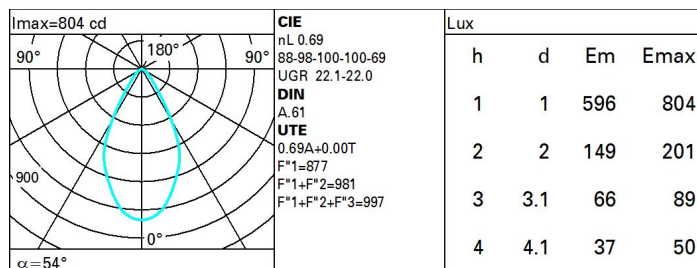 Imax=804 cd
90° 180° 90°
900
0°
α=54°
CIE
nL 0.69
88-98-100-100-69
UGR 22.1-22.0
DIN
A.61
UTE
0.69A+0.00T
F"1=877
F"1+F"2=981
F"1+F"2+F"3=997
Lux
h d Em Emax
1 1 596 804
2 2 149 201
3 3.1 66 89
4 4.1 37 50